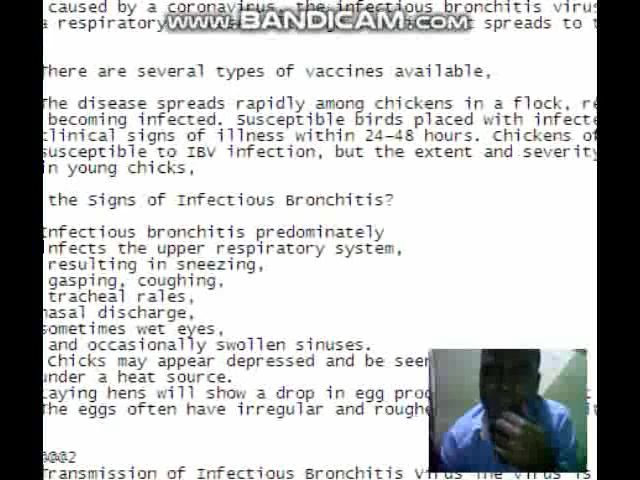 caused by a coronavirus, the infectious bronchitis virus
www.BANDICAM.com
a respiratory spreads to t
There are several types of vaccines available,
The disease spreads rapidly among chickens in a flock, re
becoming infected. Susceptible birds placed with infecte
clinical signs of illness within 24-48 hours. Chickens of
susceptible to IBV infection, but the extent and severity
in young chicks,
the Signs of Infectious Bronchitis?
Infectious bronchitis predominately
infects the upper respiratory system,
resulting in sneezing,
gasping, coughing,
tracheal rales,
nasal discharge,
sometimes wet eyes,
and occasionally swollen sinuses.
Chicks may appear depressed and be seen
under a heat source.
Laying hens will show a drop in egg proc
The eggs often have irregular and roughe
@@@2
Transmission of Infectious Bronchitis Virus The virus is